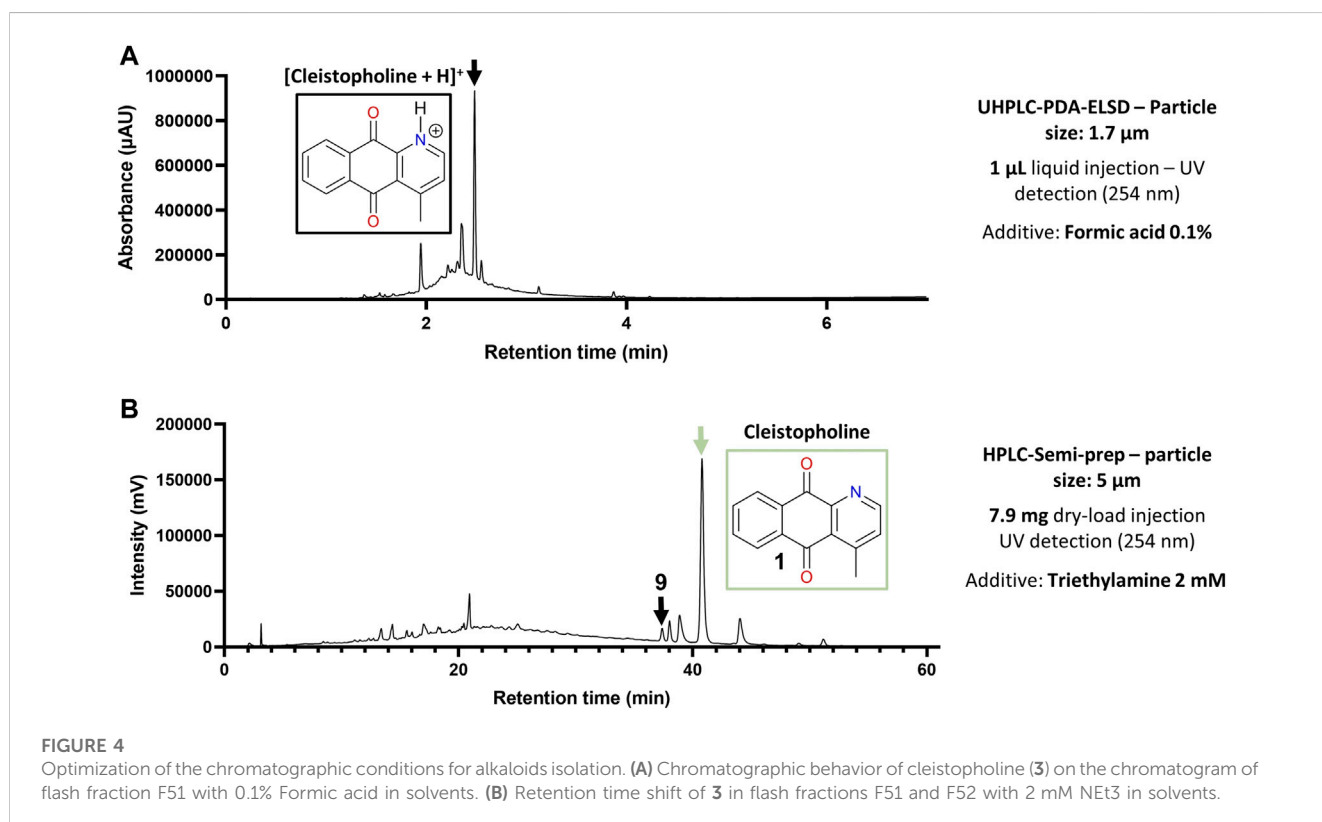 A
[Cleistopholine + H]⁺
H
O
N
⊕
O
1000000
800000
600000
400000
200000
0
Absorbance (µAU)
0 2 4 6
Retention time (min)
UHPLC-PDA-ELSD – Particle
size: 1.7 µm
1 µL liquid injection – UV
detection (254 nm)
Additive: Formic acid 0.1%
B
200000
150000
100000
50000
0
Intensity (mV)
9
Cleistopholine
O
N
1
O
0 20 40 60
Retention time (min)
HPLC-Semi-prep – particle
size: 5 µm
7.9 mg dry-load injection
UV detection (254 nm)
Additive: Triethylamine 2 mM
FIGURE 4
Optimization of the chromatographic conditions for alkaloids isolation. (A) Chromatographic behavior of cleistopholine (3) on the chromatogram of
flash fraction F51 with 0.1% Formic acid in solvents. (B) Retention time shift of 3 in flash fractions F51 and F52 with 2 mM NEt3 in solvents.